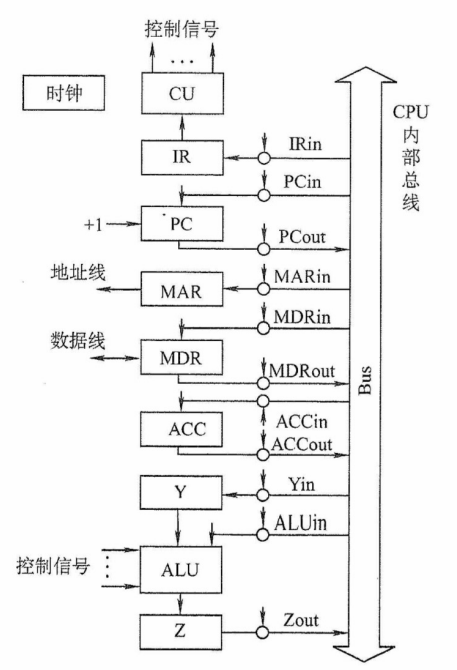 控制信号
...
时钟
CU
CPU
内
部
总
线
IR
IRin
PCin
+1
PC
PCout
地址线
MAR
MARin
MDRin
数据线
MDR
MDRout
Bus
ACC
ACCin
ACCout
Y
Yin
ALUin
控制信号
ALU
Z
Zout